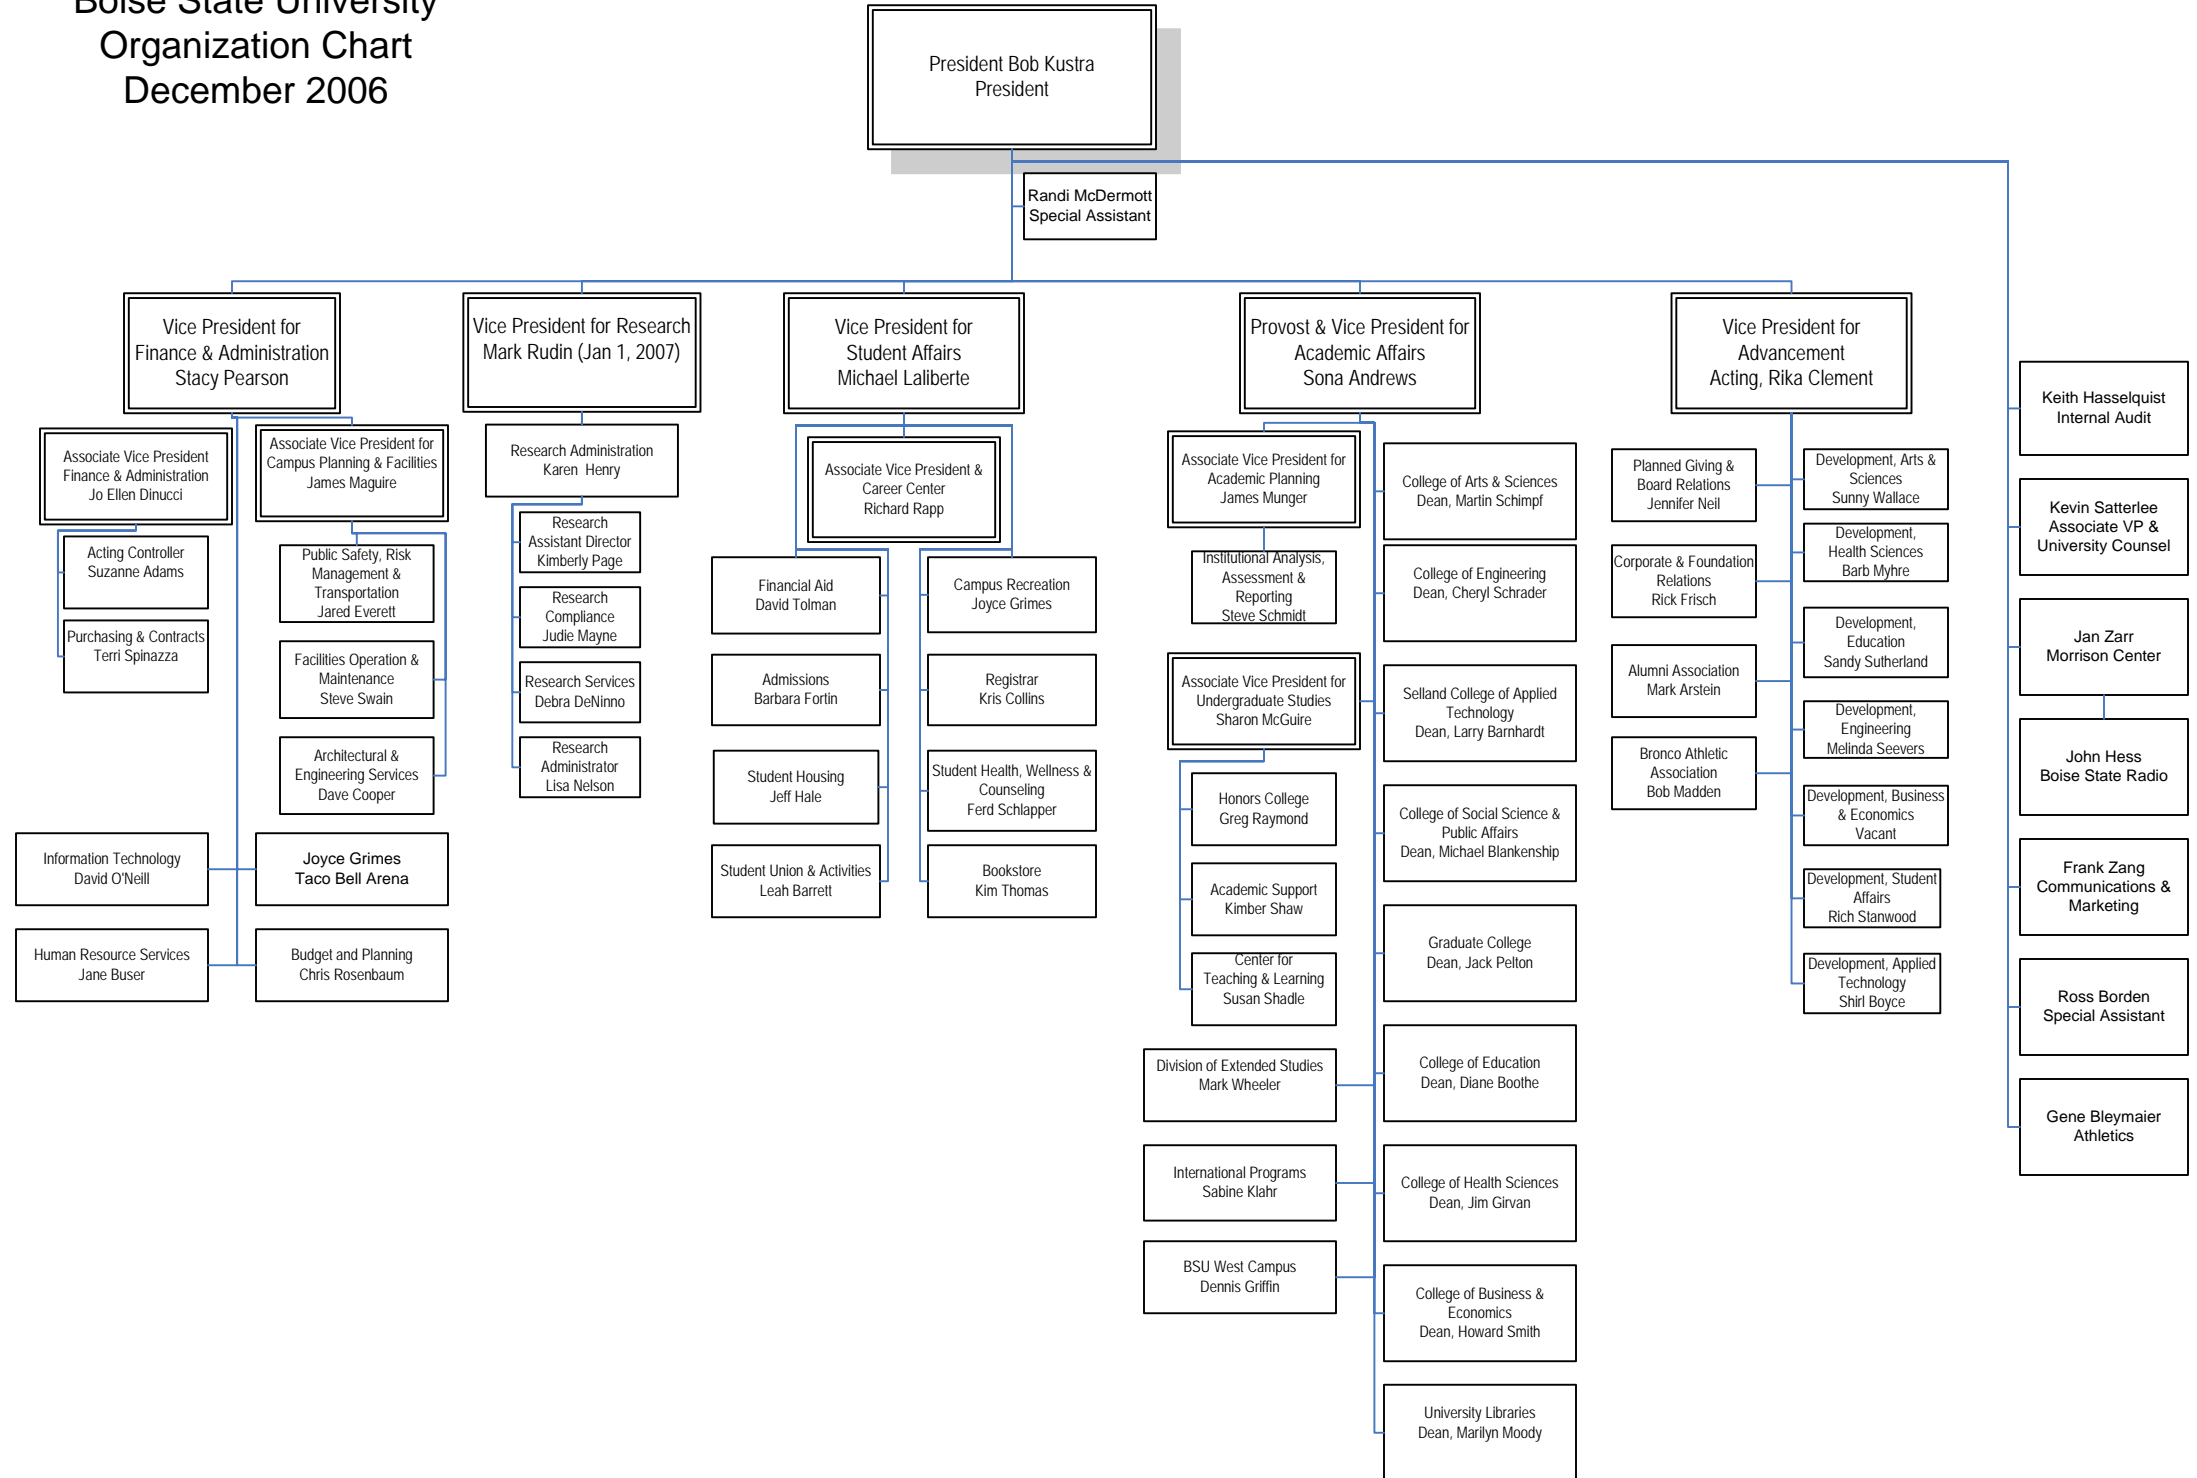 Boise State University
Organization Chart
December 2006
President Bob Kustra
President
Randi McDermott
Special Assistant
Vice President for
Finance & Administration
Stacy Pearson
Vice President for Research
Mark Rudin (Jan 1, 2007)
Vice President for
Student Affairs
Michael Laliberte
Provost & Vice President for
Academic Affairs
Sona Andrews
Vice President for
Advancement
Acting, Rika Clement
Associate Vice President
Finance & Administration
Jo Ellen Dinucci
Acting Controller
Suzanne Adams
Purchasing & Contracts
Terri Spinazza
Associate Vice President for
Campus Planning & Facilities
James Maguire
Public Safety, Risk
Management &
Transportation
Jared Everett
Facilities Operation &
Maintenance
Steve Swain
Architectural &
Engineering Services
Dave Cooper
Information Technology
David O'Neill
Joyce Grimes
Taco Bell Arena
Human Resource Services
Jane Buser
Budget and Planning
Chris Rosenbaum
Research Administration
Karen  Henry
Research
Assistant Director
Kimberly Page
Research
Compliance
Judie Mayne
Research Services
Debra DeNinno
Research
Administrator
Lisa Nelson
Associate Vice President &
Career Center
Richard Rapp
Financial Aid
David Tolman
Admissions
Barbara Fortin
Student Housing
Jeff Hale
Student Union & Activities
Leah Barrett
Campus Recreation
Joyce Grimes
Registrar
Kris Collins
Student Health, Wellness &
Counseling
Ferd Schlapper
Bookstore
Kim Thomas
Associate Vice President for
Academic Planning
James Munger
Institutional Analysis,
Assessment &
Reporting
Steve Schmidt
Associate Vice President for
Undergraduate Studies
Sharon McGuire
Honors College
Greg Raymond
Academic Support
Kimber Shaw
Center for
Teaching & Learning
Susan Shadle
Division of Extended Studies
Mark Wheeler
International Programs
Sabine Klahr
BSU West Campus
Dennis Griffin
College of Arts & Sciences
Dean, Martin Schimpf
College of Engineering
Dean, Cheryl Schrader
Selland College of Applied
Technology
Dean, Larry Barnhardt
College of Social Science &
Public Affairs
Dean, Michael Blankenship
Graduate College
Dean, Jack Pelton
College of Education
Dean, Diane Boothe
College of Health Sciences
Dean, Jim Girvan
College of Business &
Economics
Dean, Howard Smith
University Libraries
Dean, Marilyn Moody
Planned Giving &
Board Relations
Jennifer Neil
Corporate & Foundation
Relations
Rick Frisch
Alumni Association
Mark Arstein
Bronco Athletic
Association
Bob Madden
Development, Arts &
Sciences
Sunny Wallace
Development,
Health Sciences
Barb Myhre
Development,
Education
Sandy Sutherland
Development,
Engineering
Melinda Seevers
Development, Business
& Economics
Vacant
Development, Student
Affairs
Rich Stanwood
Development, Applied
Technology
Shirl Boyce
Keith Hasselquist
Internal Audit
Kevin Satterlee
Associate VP &
University Counsel
Jan Zarr
Morrison Center
John Hess
Boise State Radio
Frank Zang
Communications &
Marketing
Ross Borden
Special Assistant
Gene Bleymaier
Athletics